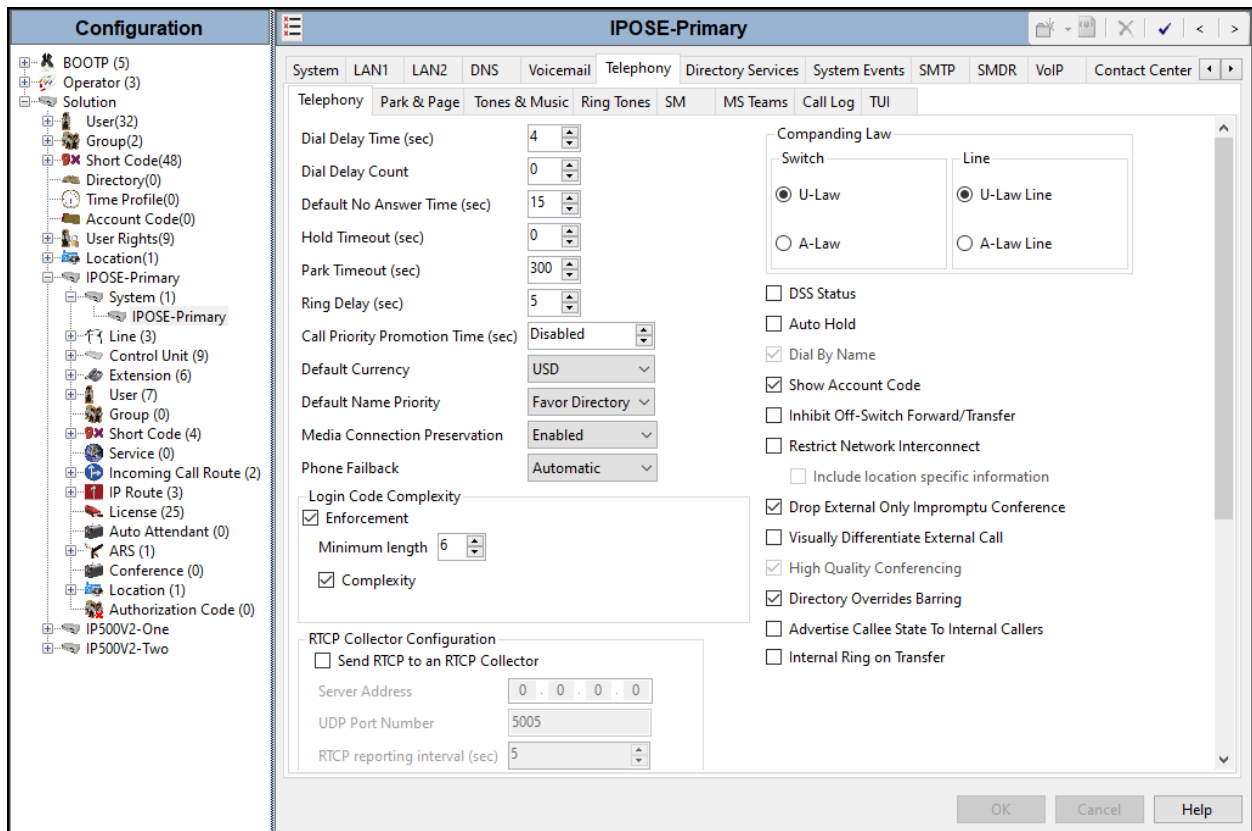 Configuration
BOOTP (5)
Operator (3)
Solution
User(32)
Group(2)
Short Code(48)
Directory(0)
Time Profile(0)
Account Code(0)
User Rights(9)
Location(1)
IPOSE-Primary
System (1)
IPOSE-Primary
Line (3)
Control Unit (9)
Extension (6)
User (7)
Group (0)
Short Code (4)
Service (0)
Incoming Call Route (2)
IP Route (3)
License (25)
Auto Attendant (0)
ARS (1)
Conference (0)
Location (1)
Authorization Code (0)
IP500V2-One
IP500V2-Two
IPOSE-Primary
System LAN1 LAN2 DNS Voicemail Telephony Directory Services System Events SMTP SMDR VoIP Contact Center
Telephony Park & Page Tones & Music Ring Tones SM MS Teams Call Log TUI
Dial Delay Time (sec) 4
Dial Delay Count 0
Default No Answer Time (sec) 15
Hold Timeout (sec) 0
Park Timeout (sec) 300
Ring Delay (sec) 5
Call Priority Promotion Time (sec) Disabled
Default Currency USD
Default Name Priority Favor Directory
Media Connection Preservation Enabled
Phone Failback Automatic
Login Code Complexity
Enforcement
Minimum length 6
Complexity
RTCP Collector Configuration
Send RTCP to an RTCP Collector
Server Address 0 . 0 . 0 . 0
UDP Port Number 5005
RTCP reporting interval (sec) 5
Companding Law
Switch Line
U-Law U-Law Line
A-Law A-Law Line
DSS Status
Auto Hold
Dial By Name
Show Account Code
Inhibit Off-Switch Forward/Transfer
Restrict Network Interconnect
Include location specific information
Drop External Only Impromptu Conference
Visually Differentiate External Call
High Quality Conferencing
Directory Overrides Barring
Advertise Callee State To Internal Callers
Internal Ring on Transfer
OK Cancel Help